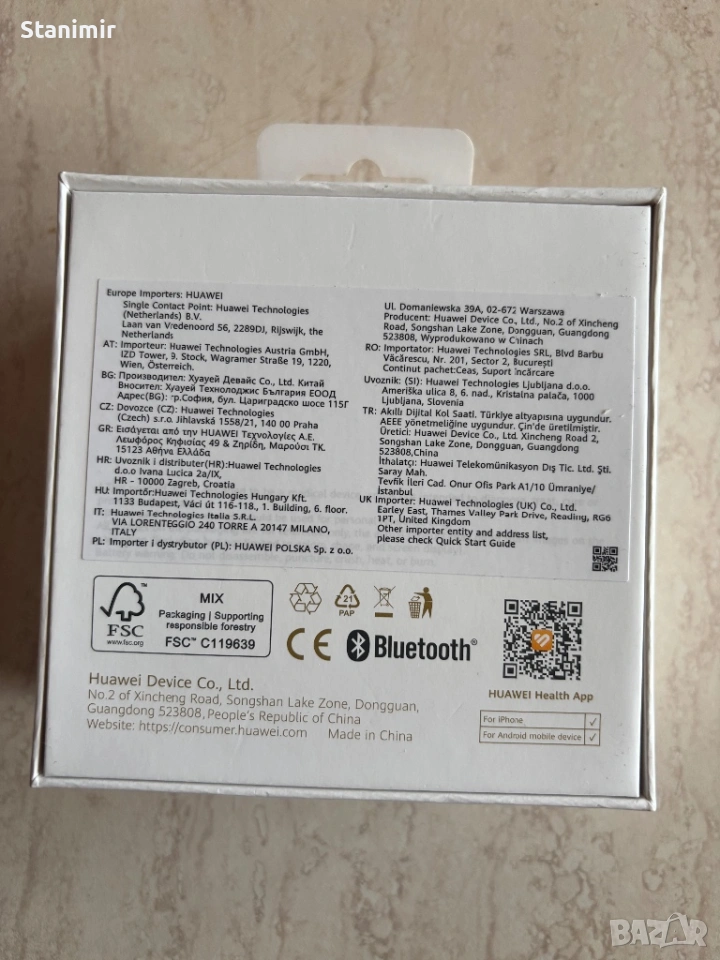 Stanimir
Europe Importers: HUAWEI
Single Contact Point: Huawei Technologies
(Netherlands) B.V.
Laan van Vredenoord 56, 2289DJ, Rijswijk, the
Netherlands
AT: Importeur: Huawei Technologies Austria GmbH,
IZD Tower, 9. Stock, Wagramer Straße 19, 1220,
Wien, Österreich.
BG: Производител: Хуауей Девайс Со., Ltd. Китай
Вносител: Хуауей Технолоджис България ЕООД
Адрес(BG): гр.София, бул. Цариградско шосе 115Г
CZ: Dovozce (CZ): Huawei Technologies
(Czech) s.r.o. Jihlavská 1558/21, 140 00 Praha
GR: Εισάγεται από την HUAWEI Τεχνολογίες Α.Ε.
Λεωφόρος Κηφισίας 49 & Ζηρίδη, Μαρούσι ΤΚ.
15123 Αθήνα Ελλάδα
HR: Uvoznik i distributer(HR):Huawei Technologies
d.o.o Ivana Lucica 2a/IX,
HR - 10000 Zagreb, Croatia
HU: Importőr:Huawei Technologies Hungary Kft.
1133 Budapest, Váci út 116-118, 1. Building, 6. floor.
IT: Huawei Technologies Italia S.R.L.
VIA LORENTEGGIO 240 TORRE A 20147 MILANO,
ITALY
PL: Importer i dystrybutor (PL): HUAWEI POLSKA Sp. z o.o.
Ul. Domaniewska 39A, 02-672 Warszawa
Producent: Huawei Device Co., Ltd., No.2 of Xincheng
Road, Songshan Lake Zone, Dongguan, Guangdong
523808, Wyprodukowano w Chinach
RO: Importator: Huawei Technologies SRL, Blvd Barbu
Văcărescu, Nr. 201, Sector 2, București
Continut pachet:Ceas, Suport încărcare
Uvoznik: (SI): Huawei Technologies Ljubljana d.o.o.
Ameriška ulica 8, 6. nad., Kristalna palača, 1000
Ljubljana, Slovenia
TR: Akıllı Dijital Kol Saati. Türkiye altyapısına uygundur.
AEEE yönetmeliğine uygundur. Çin'de üretilmiştir.
Üretici: Huawei Device Co., Ltd. Xincheng Road 2,
Songshan Lake Zone, Dongguan, Guangdong
523808,China
İthalatçı: Huawei Telekomünikasyon Dış Tic. Ltd. Şti.
Saray Mah.
Tevfik İleri Cad. Onur Ofis Park A1/10 Ümraniye/
İstanbul
UK Importer: Huawei Technologies (UK) Co., Ltd.
Earley East, Thames Valley Park Drive, Reading, RG6
1PT, United Kingdom
Other importer entity and address list,
please check Quick Start Guide
FSC
www.fsc.org
MIX
Packaging | Supporting
responsible forestry
FSC™ C119639
21
PAP
CE
Bluetooth®
HUAWEI Health App
For iPhone ✓
For Android mobile device ✓
Huawei Device Co., Ltd.
No.2 of Xincheng Road, Songshan Lake Zone, Dongguan,
Guangdong 523808, People's Republic of China
Website: https://consumer.huawei.com Made in China
BAZAR